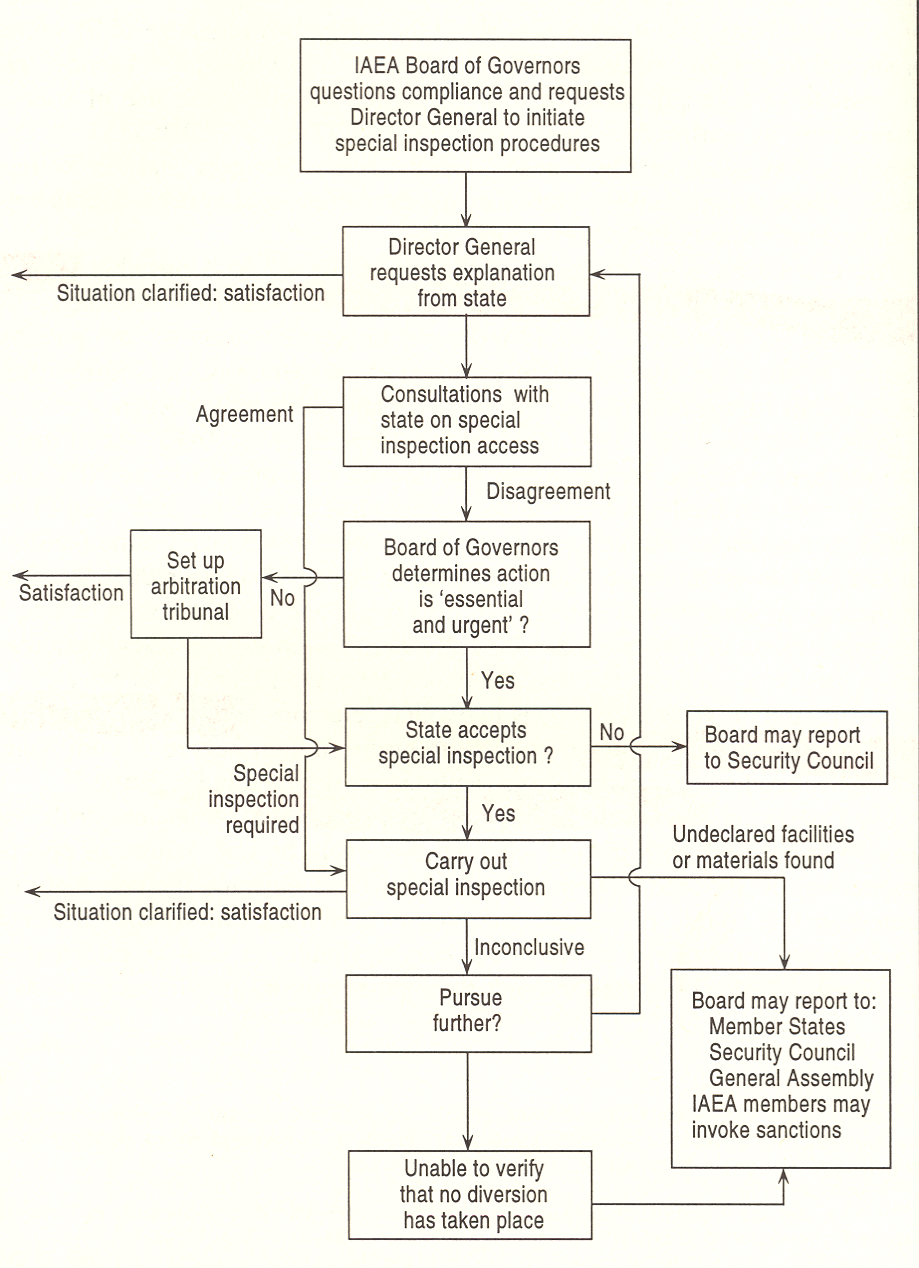 IAEA Board of Governors
questions compliance and requests
Director General to initiate
special inspection procedures
Director General
requests explanation
from state
Situation clarified: satisfaction
Consultations with
state on special
inspection access
Agreement
Disagreement
Board of Governors
determines action
is ‘essential
and urgent’ ?
Set up
arbitration
tribunal
Satisfaction
No
Yes
State accepts
special inspection ?
No
Board may report
to Security Council
Special
inspection
required
Yes
Undeclared facilities
or materials found
Carry out
special inspection
Situation clarified: satisfaction
Inconclusive
Pursue
further?
Board may report to:
Member States
Security Council
General Assembly
IAEA members may
invoke sanctions
Unable to verify
that no diversion
has taken place